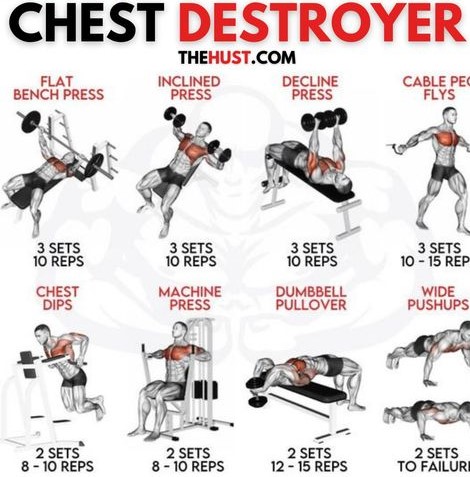 CHEST DESTROYER
THEHUST.COM
FLAT
BENCH PRESS
3 SETS
10 REPS
INCLINED
PRESS
3 SETS
10 REPS
DECLINE
PRESS
3 SETS
10 REPS
CABLE PEC
FLYS
3 SETS
10 - 15 REP
CHEST
DIPS
2 SETS
8 - 10 REPS
MACHINE
PRESS
2 SETS
8 - 10 REPS
DUMBBELL
PULLOVER
2 SETS
12 - 15 REPS
WIDE
PUSHUPS
2 SETS
TO FAILUR